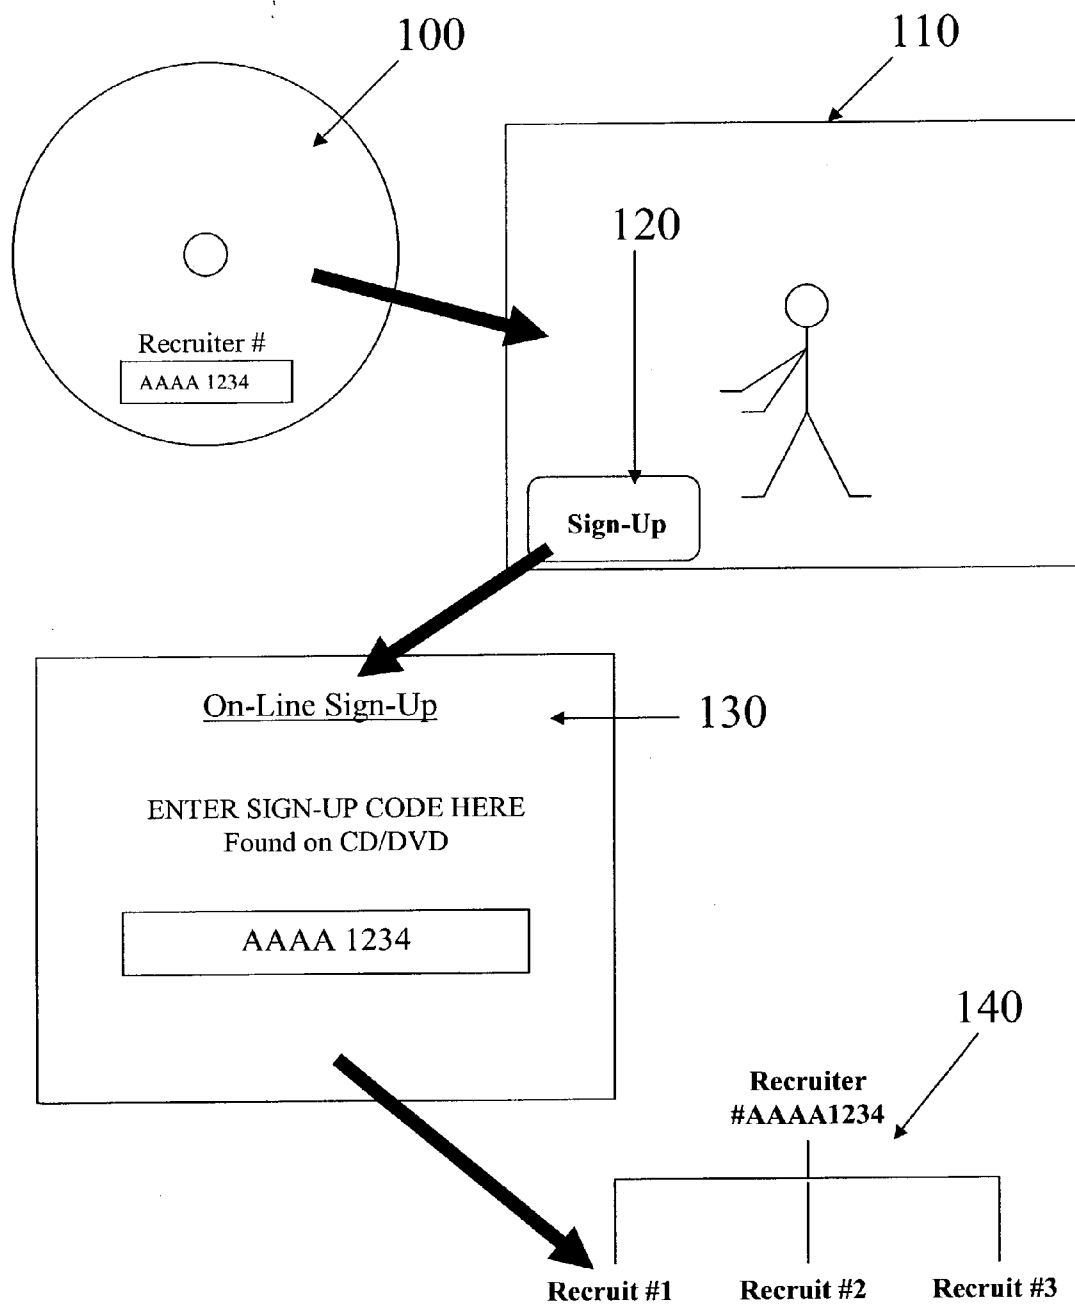 100
110
120
Recruiter #
AAAA 1234
Sign-Up
On-Line Sign-Up
130
ENTER SIGN-UP CODE HERE
Found on CD/DVD
AAAA 1234
140
Recruiter
#AAAA1234
Recruit #1 Recruit #2 Recruit #3